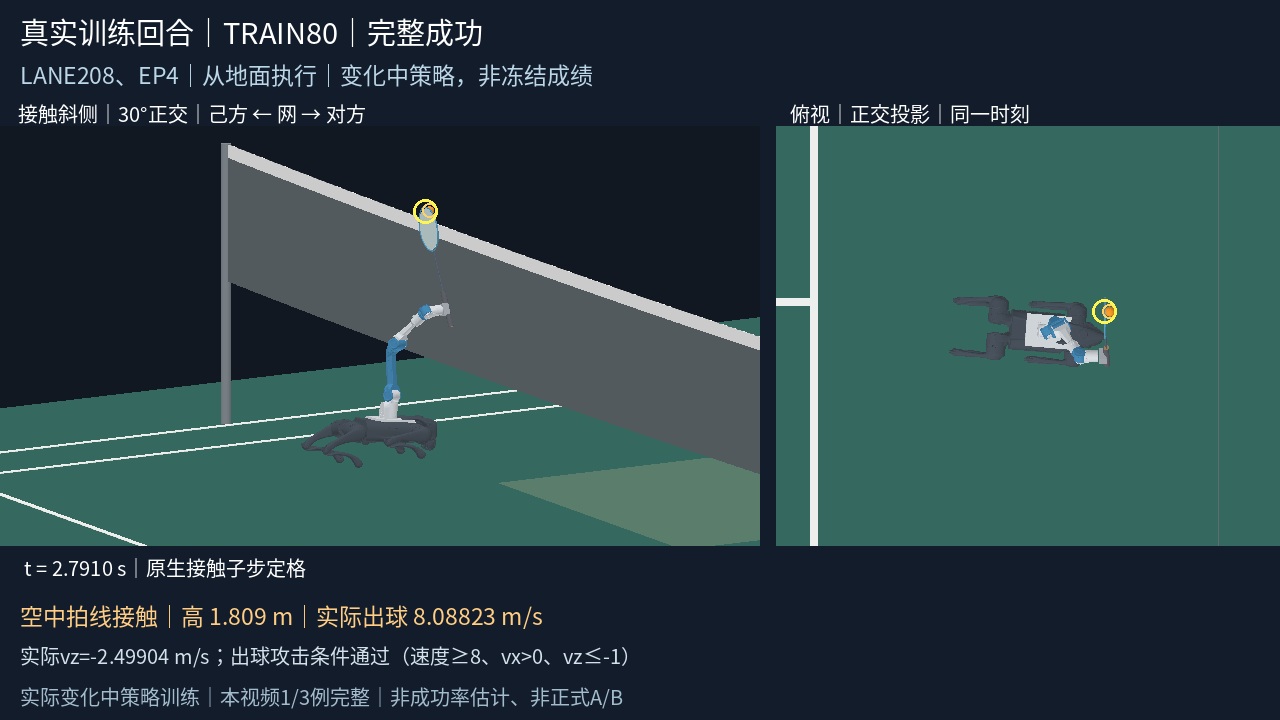 真实训练回合｜TRAIN80｜完整成功
LANE208、EP4｜从地面执行｜变化中策略，非冻结成绩
接触斜侧｜30°正交｜己方 ← 网 → 对方
俯视｜正交投影｜同一时刻
t = 2.7910 s｜原生接触子步定格
空中拍线接触｜高 1.809 m｜实际出球 8.08823 m/s
实际vz=-2.49904 m/s；出球攻击条件通过（速度≥8、vx>0、vz≤-1）
实际变化中策略训练｜本视频1/3例完整｜非成功率估计、非正式A/B